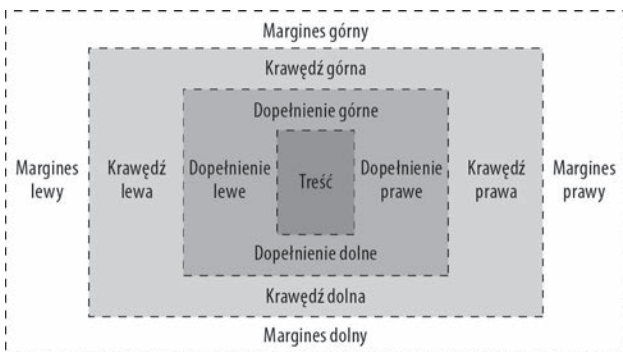 Margines górny
Krawędź górna
Dopełnienie górne
Margines
lewy
Krawędź
lewa
Dopełnienie
lewe
Treść
Dopełnienie
prawe
Krawędź
prawa
Margines
prawy
Dopełnienie dolne
Krawędź dolna
Margines dolny